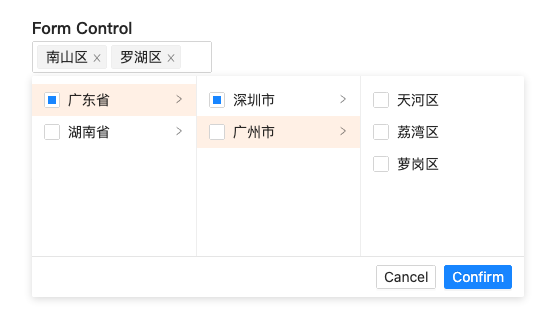 Form Control
南山区 × 罗湖区 ×
广东省 > 深圳市 > 天河区
湖南省 > 广州市 > 荔湾区
萝岗区
Cancel Confirm